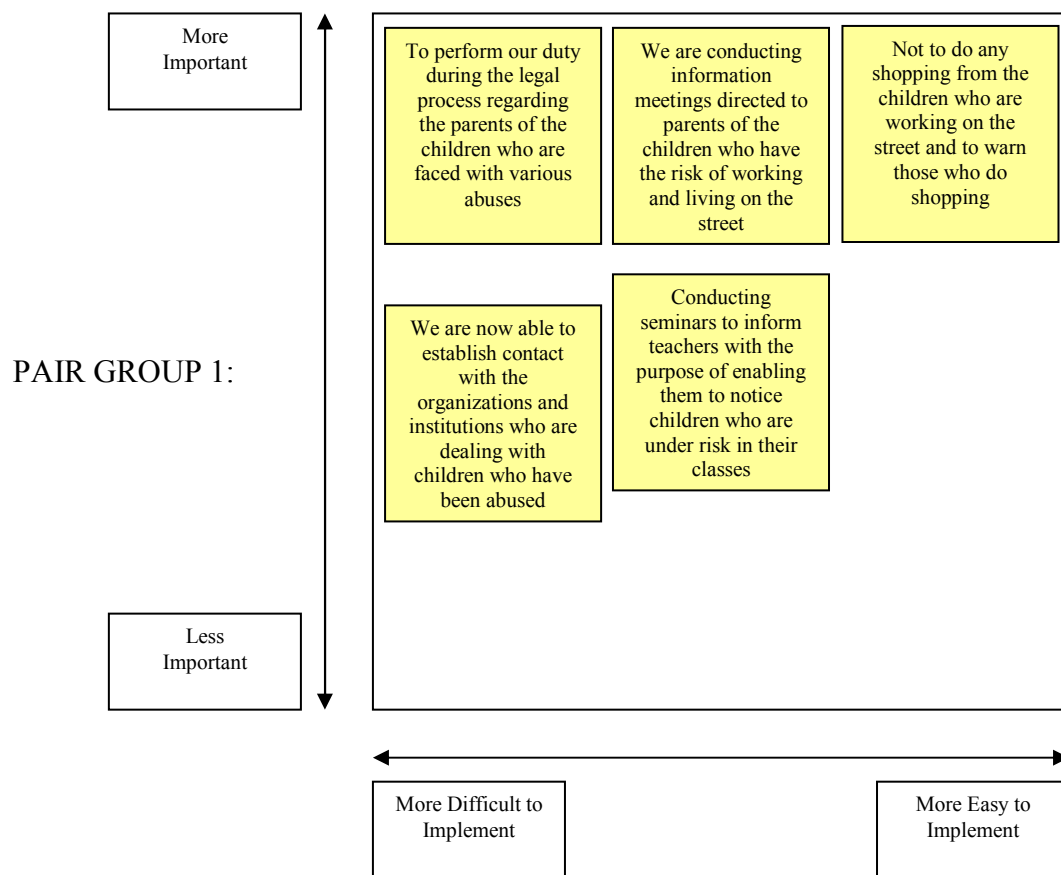 More
Important
To perform our duty
during the legal
process regarding
the parents of the
children who are
faced with various
abuses
We are conducting
information
meetings directed to
parents of the
children who have
the risk of working
and living on the
street
Not to do any
shopping from the
children who are
working on the
street and to warn
those who do
shopping
PAIR GROUP 1:
We are now able to
establish contact
with the
organizations and
institutions who are
dealing with
children who have
been abused
Conducting
seminars to inform
teachers with the
purpose of enabling
them to notice
children who are
under risk in their
classes
Less
Important
More Difficult to
Implement
More Easy to
Implement